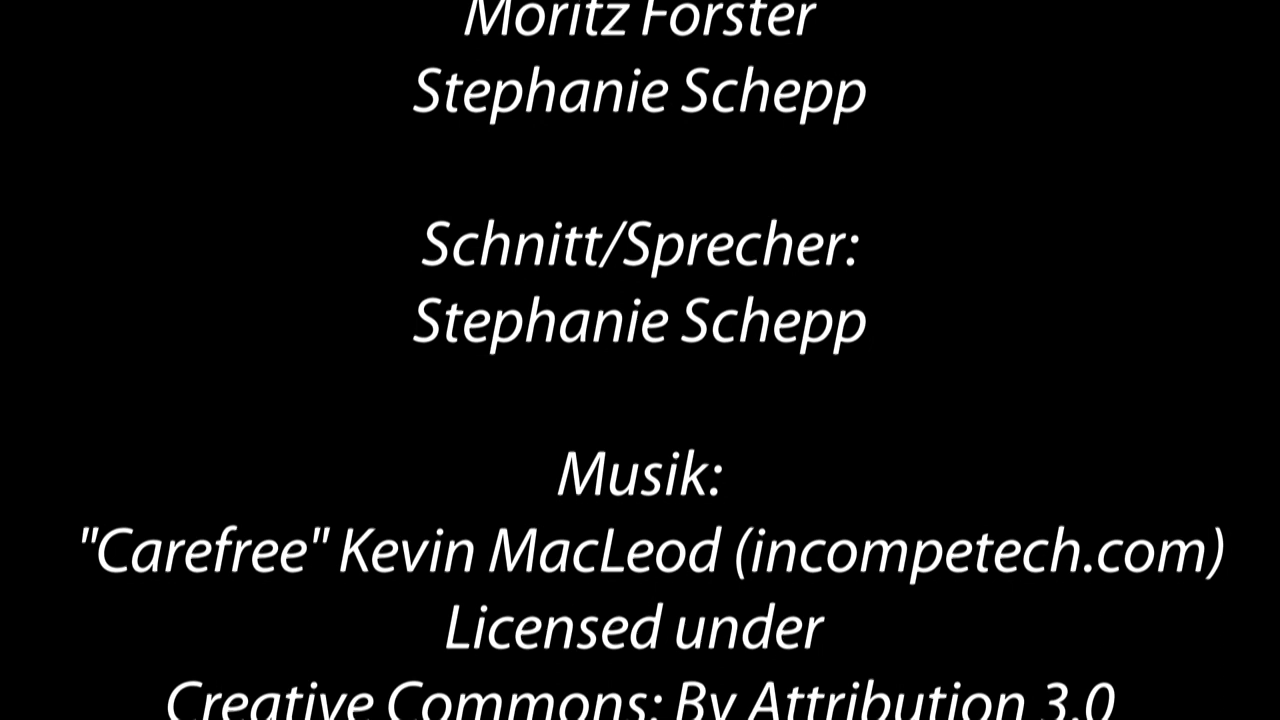 Moritz Forster
Stephanie Schepp
Schnitt/Sprecher:
Stephanie Schepp
Musik:
"Carefree" Kevin MacLeod (incompetech.com)
Licensed under
Creative Commons: By Attribution 3.0